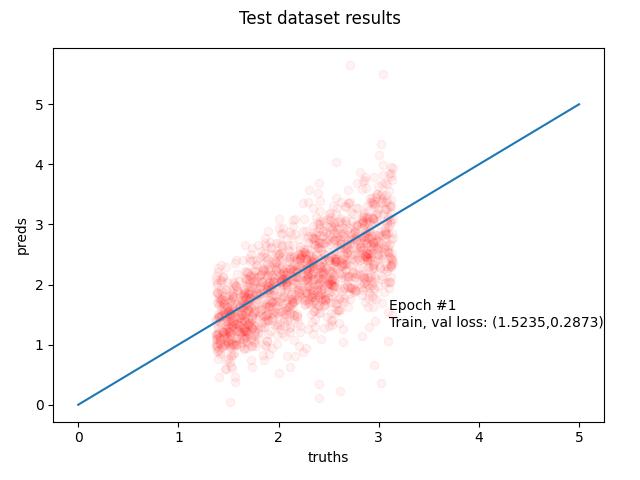 Test dataset results
preds
5
4
3
2
1
0
Epoch #1
Train, val loss: (1.5235,0.2873)
0 1 2 3 4 5
truths